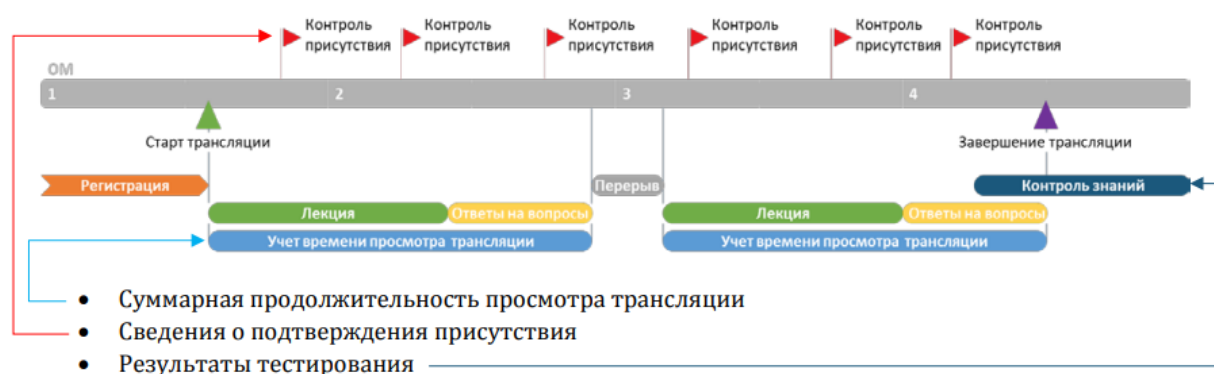 Контроль присутствия
Контроль присутствия
Контроль присутствия
Контроль присутствия
Контроль присутствия
Контроль присутствия
ОМ
1 2 3 4
Старт трансляции
Завершение трансляции
Регистрация
Перерыв
Контроль знаний
Лекция
Ответы на вопросы
Лекция
Ответы на вопросы
Учет времени просмотра трансляции
Учет времени просмотра трансляции
• Суммарная продолжительность просмотра трансляции
• Сведения о подтверждения присутствия
• Результаты тестирования